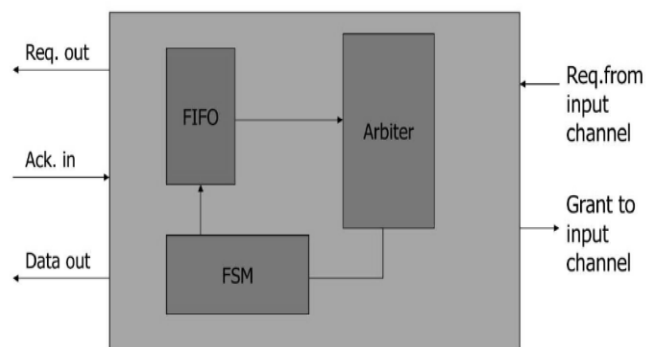 Req. out
Ack. in
Data out
FIFO
Arbiter
FSM
Req.from
input
channel
Grant to
input
channel